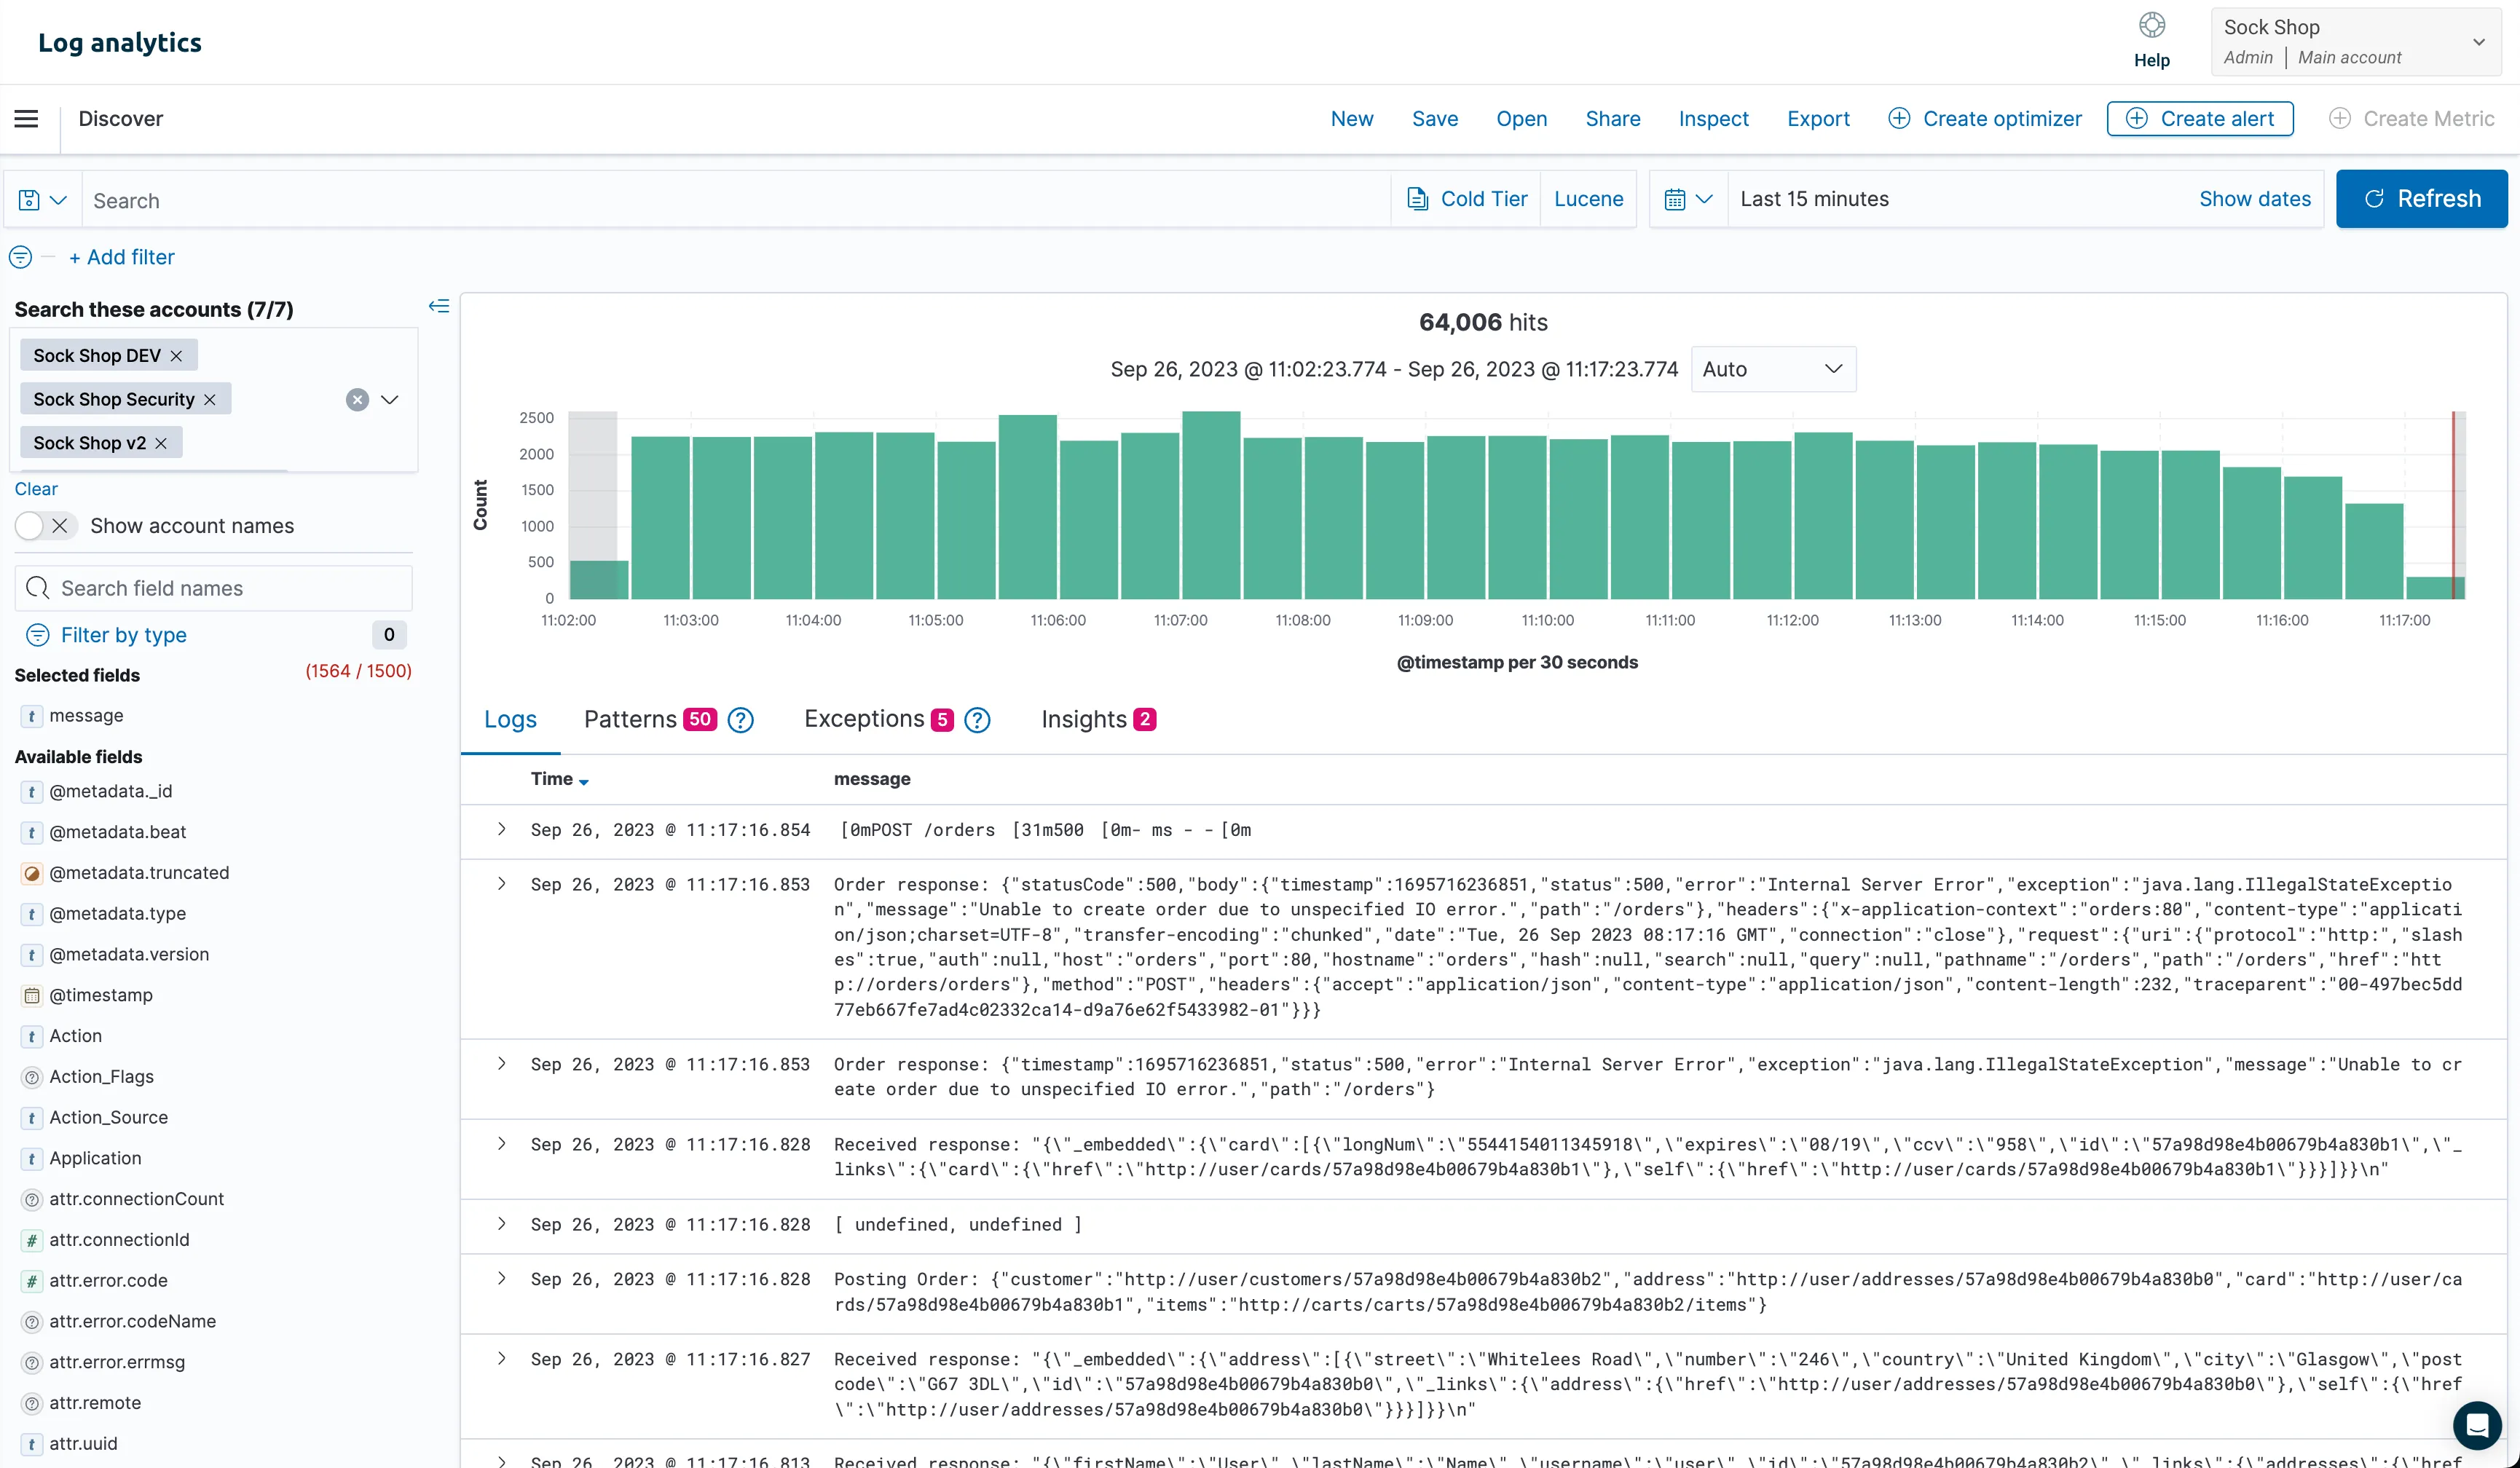 Log analytics
Help
Sock Shop
Admin | Main account
Discover
New
Save
Open
Share
Inspect
Export
Create optimizer
Create alert
Create Metric
Search
Cold Tier
Lucene
Last 15 minutes
Show dates
Refresh
+ Add filter
Search these accounts (7/7)
Sock Shop DEV
Sock Shop Security
Sock Shop v2
Clear
Show account names
Search field names
Filter by type
0
Selected fields
(1564 / 1500)
t message
Available fields
t @metadata._id
t @metadata.beat
@metadata.truncated
t @metadata.type
t @metadata.version
@timestamp
t Action
? Action_Flags
t Action_Source
t Application
? attr.connectionCount
# attr.connectionId
# attr.error.code
? attr.error.codeName
? attr.error.errmsg
? attr.remote
t attr.uuid
64,006 hits
Sep 26, 2023 @ 11:02:23.774 - Sep 26, 2023 @ 11:17:23.774
Auto
Count
2500
2000
1500
1000
500
0
11:02:00
11:03:00
11:04:00
11:05:00
11:06:00
11:07:00
11:08:00
11:09:00
11:10:00
11:11:00
11:12:00
11:13:00
11:14:00
11:15:00
11:16:00
11:17:00
@timestamp per 30 seconds
Logs
Patterns 50 ?
Exceptions 5 ?
Insights 2
Time
message
Sep 26, 2023 @ 11:17:16.854
[0mPOST /orders [31m500 [0m- ms - - [0m
Sep 26, 2023 @ 11:17:16.853
Order response: {"statusCode":500,"body":{"timestamp":1695716236851,"status":500,"error":"Internal Server Error","exception":"java.lang.IllegalStateExceptio
n","message":"Unable to create order due to unspecified IO error.","path":"/orders"},"headers":{"x-application-context":"orders:80","content-type":"applicati
on/json;charset=UTF-8","transfer-encoding":"chunked","date":"Tue, 26 Sep 2023 08:17:16 GMT","connection":"close"},"request":{"uri":{"protocol":"http:","slash
es":true,"auth":null,"host":"orders","port":80,"hostname":"orders","hash":null,"search":null,"query":null,"pathname":"/orders","path":"/orders","href":"htt
p://orders/orders"},"method":"POST","headers":{"accept":"application/json","content-type":"application/json","content-length":232,"traceparent":"00-497bec5dd
77eb667fe7ad4c02332ca14-d9a76e62f5433982-01"}}}
Sep 26, 2023 @ 11:17:16.853
Order response: {"timestamp":1695716236851,"status":500,"error":"Internal Server Error","exception":"java.lang.IllegalStateException","message":"Unable to cr
eate order due to unspecified IO error.","path":"/orders"}
Sep 26, 2023 @ 11:17:16.828
Received response: "{\"_embedded\":{\"card\":[{\"longNum\":\"5544154011345918\",\"expires\":\"08/19\",\"ccv\":\"958\",\"id\":\"57a98d98e4b00679b4a830b1\",\"_
links\":{\"card\":{\"href\":\"http://user/cards/57a98d98e4b00679b4a830b1\"},\"self\":{\"href\":\"http://user/cards/57a98d98e4b00679b4a830b1\"}}}]}}\n"
Sep 26, 2023 @ 11:17:16.828
[ undefined, undefined ]
Sep 26, 2023 @ 11:17:16.828
Posting Order: {"customer":"http://user/customers/57a98d98e4b00679b4a830b2","address":"http://user/addresses/57a98d98e4b00679b4a830b0","card":"http://user/ca
rds/57a98d98e4b00679b4a830b1","items":"http://carts/carts/57a98d98e4b00679b4a830b2/items"}
Sep 26, 2023 @ 11:17:16.827
Received response: "{\"_embedded\":{\"address\":[{\"street\":\"Whitelees Road\",\"number\":\"246\",\"country\":\"United Kingdom\",\"city\":\"Glasgow\",\"post
code\":\"G67 3DL\",\"id\":\"57a98d98e4b00679b4a830b0\",\"_links\":{\"address\":{\"href\":\"http://user/addresses/57a98d98e4b00679b4a830b0\"},\"self\":{\"href
\":\"http://user/addresses/57a98d98e4b00679b4a830b0\"}}}]}}\n"
Sep 26, 2023 @ 11:17:16.813
Received response: "{\"firstName\":\"User\",\"lastName\":\"Name\",\"username\":\"user\",\"id\":\"57a98d98e4b00679b4a830b2\",\"_links\":{\"addresses\":{\"href